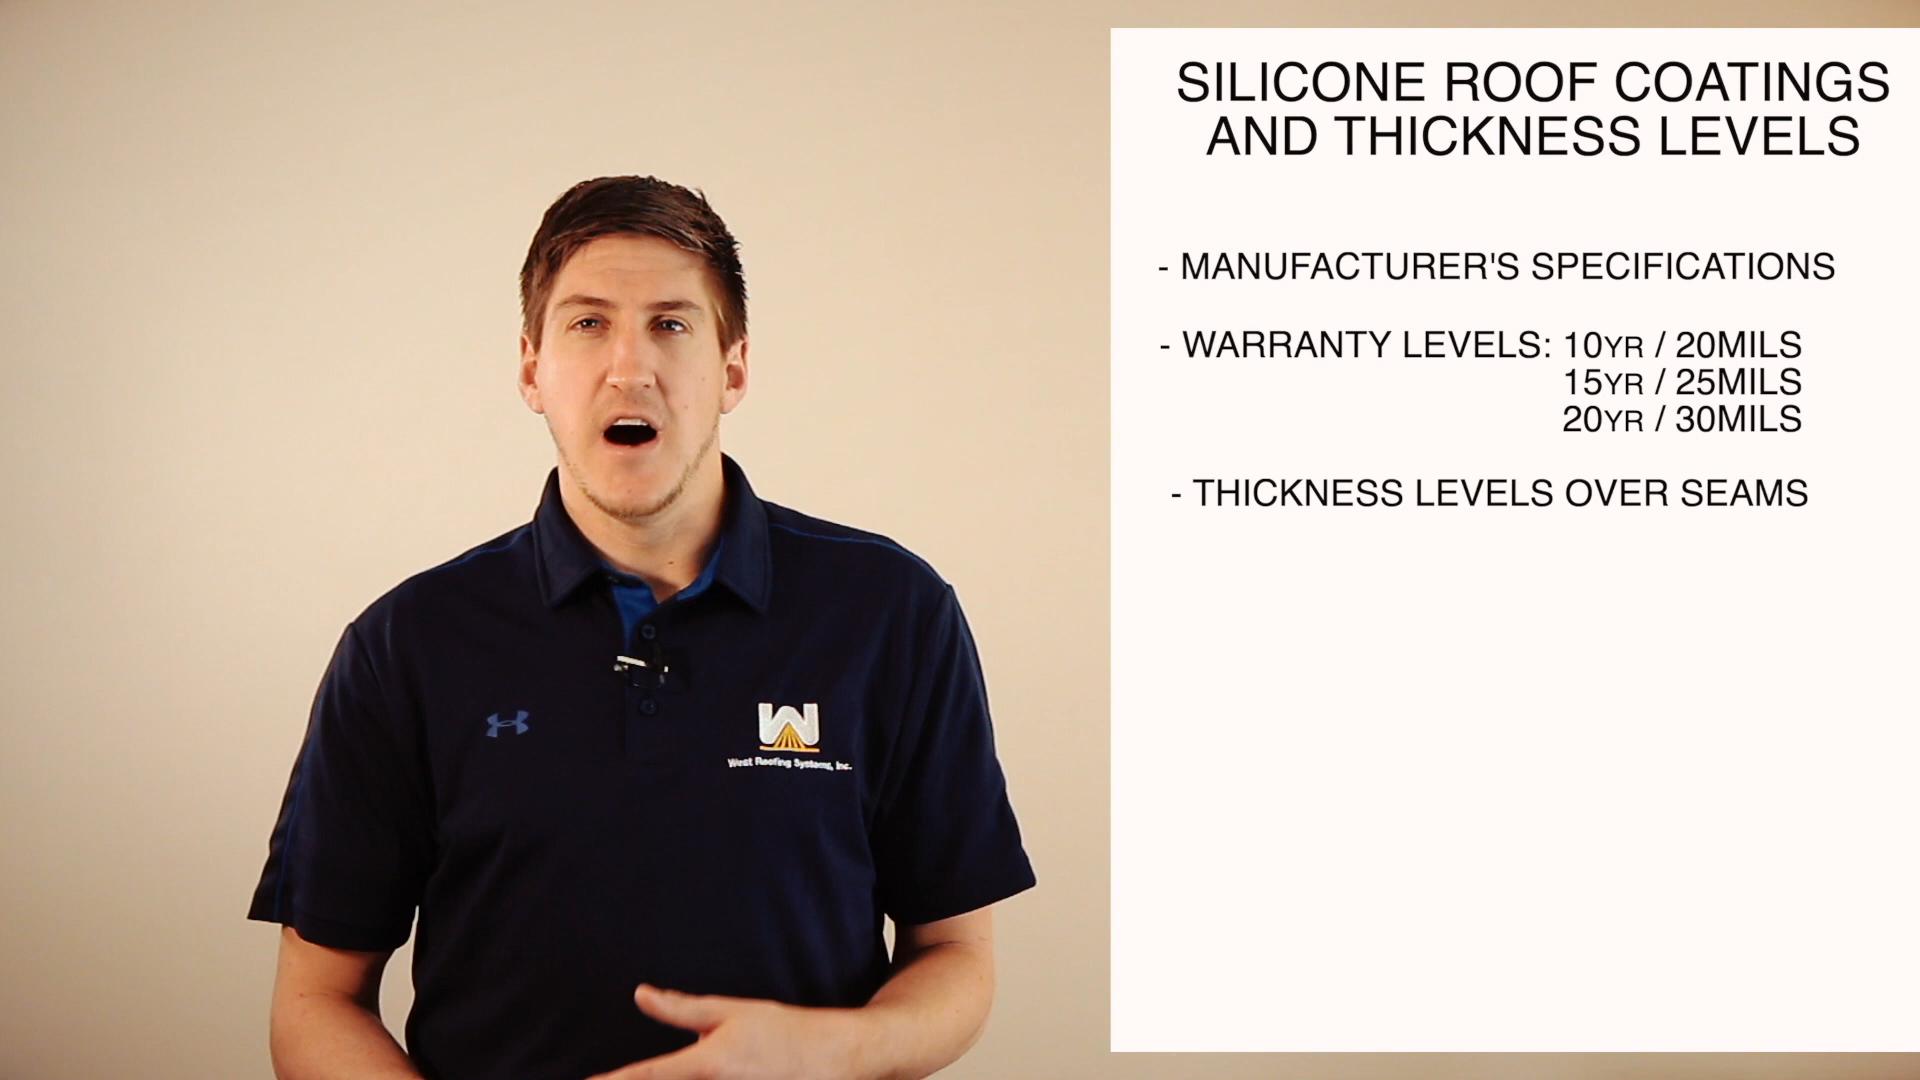 SILICONE ROOF COATINGS
AND THICKNESS LEVELS
- MANUFACTURER'S SPECIFICATIONS
- WARRANTY LEVELS: 10YR / 20MILS
15YR / 25MILS
20YR / 30MILS
- THICKNESS LEVELS OVER SEAMS
W
West Roofing Systems, Inc.